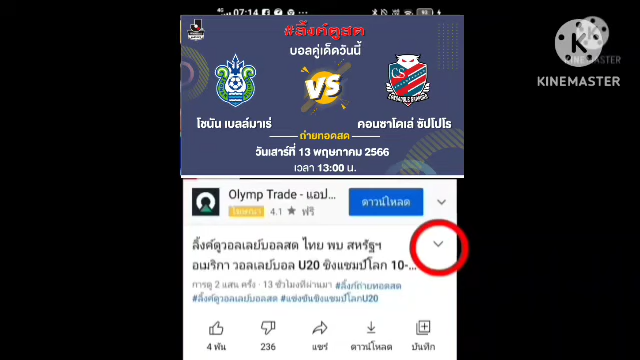 4G 07:14
#ลิ้งค์ดูสด
บอลคู่เด็ดวันนี้
VS
CS
โชนัน เบลล์มาเร่
คอนซาโดเล่ ซัปโปโร
ถ่ายทอดสด
วันเสาร์ที่ 13 พฤษภาคม 2566
เวลา 13:00 น.
KINEMASTER
KINEMASTER
Olymp Trade - แอป...
โฆษณา 4.1 ★ ฟรี
ดาวน์โหลด
ลิ้งค์ดูวอลเลย์บอลสด ไทย พบ สหรัฐฯ
อเมริกา วอลเลย์บอล U20 ชิงแชมป์โลก 10-...
การดู 2 แสน ครั้ง · 13 ชั่วโมงที่ผ่านมา #ลิ้งก์ถ่ายทอดสด
#ลิ้งค์ดูวอลเลย์บอลสด #แข่งขันชิงแชมป์โลกU20
4 พัน
236
แชร์
ดาวน์โหลด
บันทึก